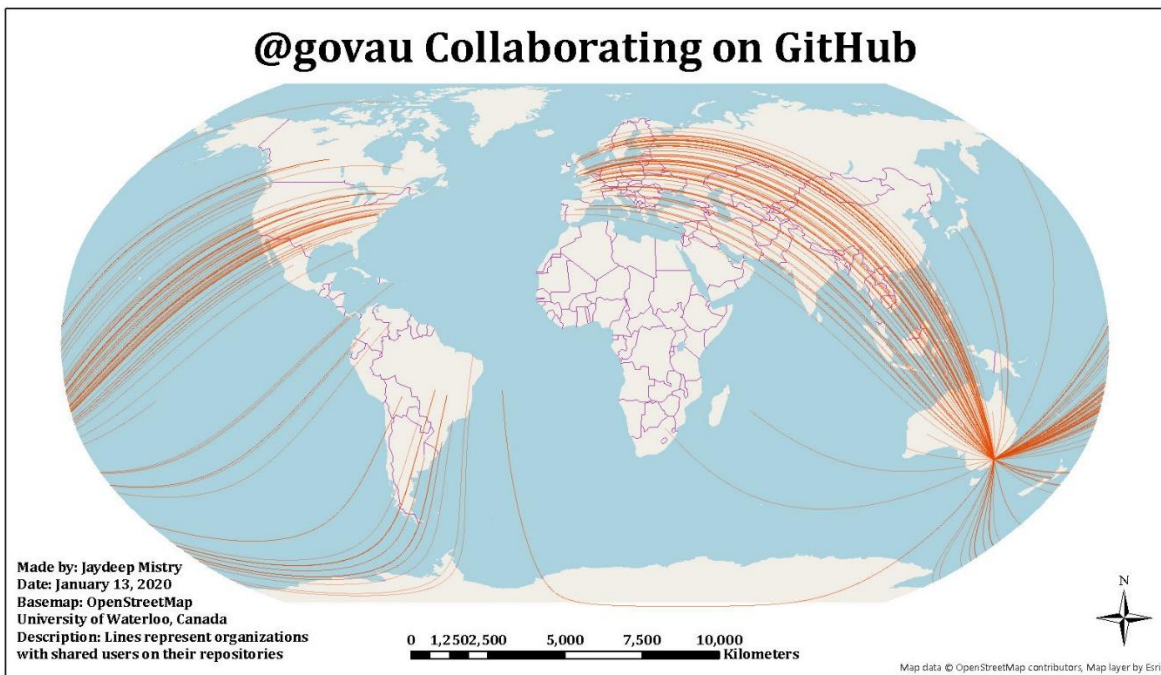 @govau Collaborating on GitHub
Made by: Jaydeep Mistry
Date: January 13, 2020
Basemap: OpenStreetMap
University of Waterloo, Canada
Description: Lines represent organizations
with shared users on their repositories
0 1,2502,500 5,000 7,500 10,000
Kilometers
N
Map data © OpenStreetMap contributors, Map layer by Esri